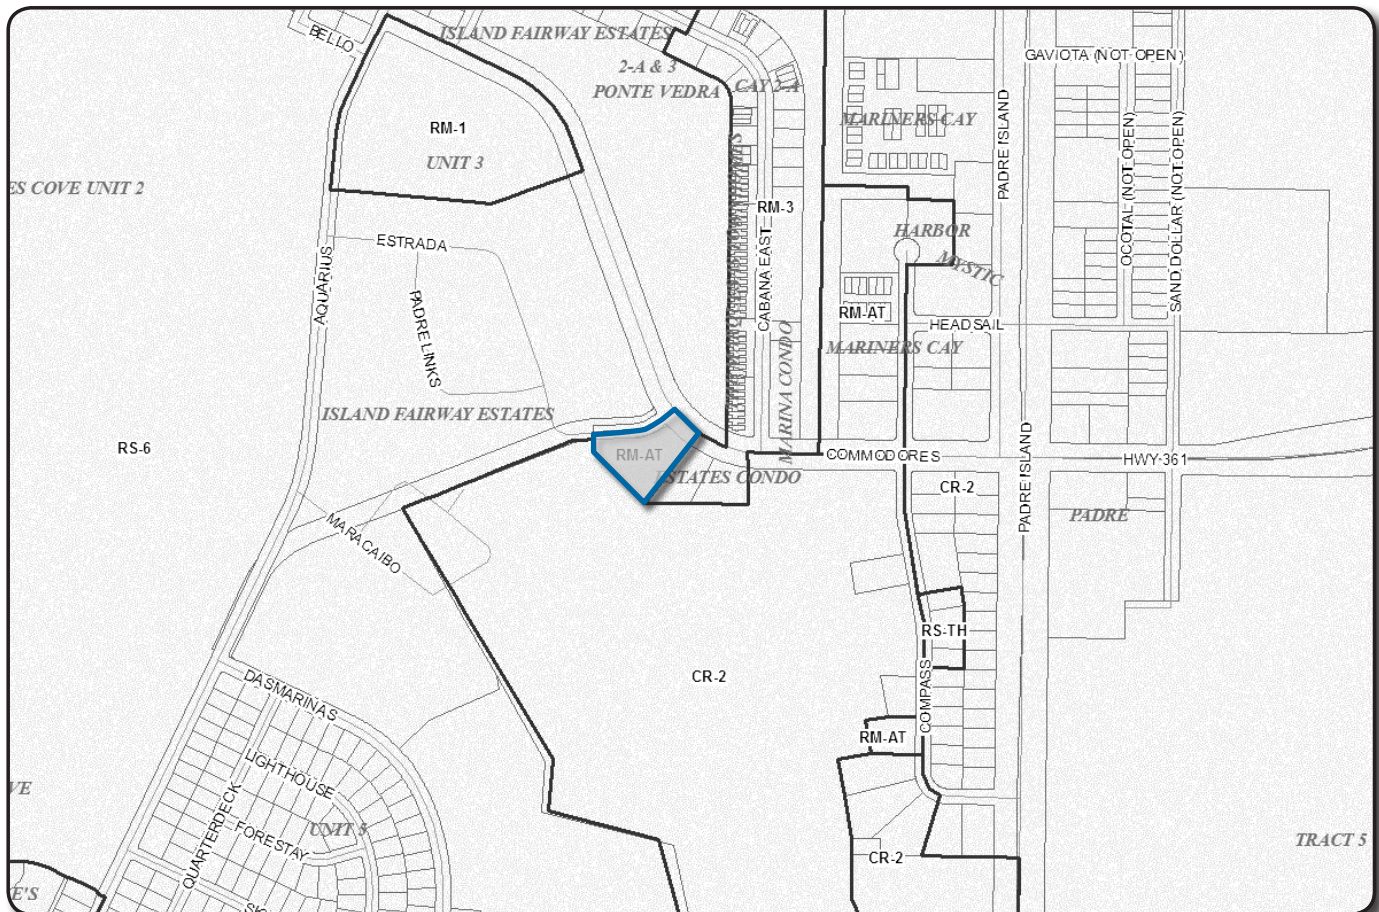 BELLO
ISLAND FAIRWAY ESTATES
2-A & 3
PONTE VEDRA
CAY 2-A
GAVIOTA (NOT OPEN)
RM-1
UNIT 3
MARINERS CAY
PADRE ISLAND
OCOTAL (NOT OPEN)
SAND DOLLAR (NOT OPEN)
ES COVE UNIT 2
RM-3
ESTRADA
AQUARIUS
PADRE LINKS
CABANA EAST
HARBOR
MYSTIC
RM-AT
HEADSAIL
MARINERS CAY
MARINA CONDO
ISLAND FAIRWAY ESTATES
RS-6
RM-AT
ESTATES CONDO
COMMODORES
PADRE ISLAND
HWY 361
CR-2
PADRE
MARACAIBO
RS-TH
CR-2
COMPASS
DASMARINAS
RM-AT
LIGHTHOUSE
VE
QUARTERDECK
FORESTAY
UNIT 5
TRACT 5
CR-2
E'S